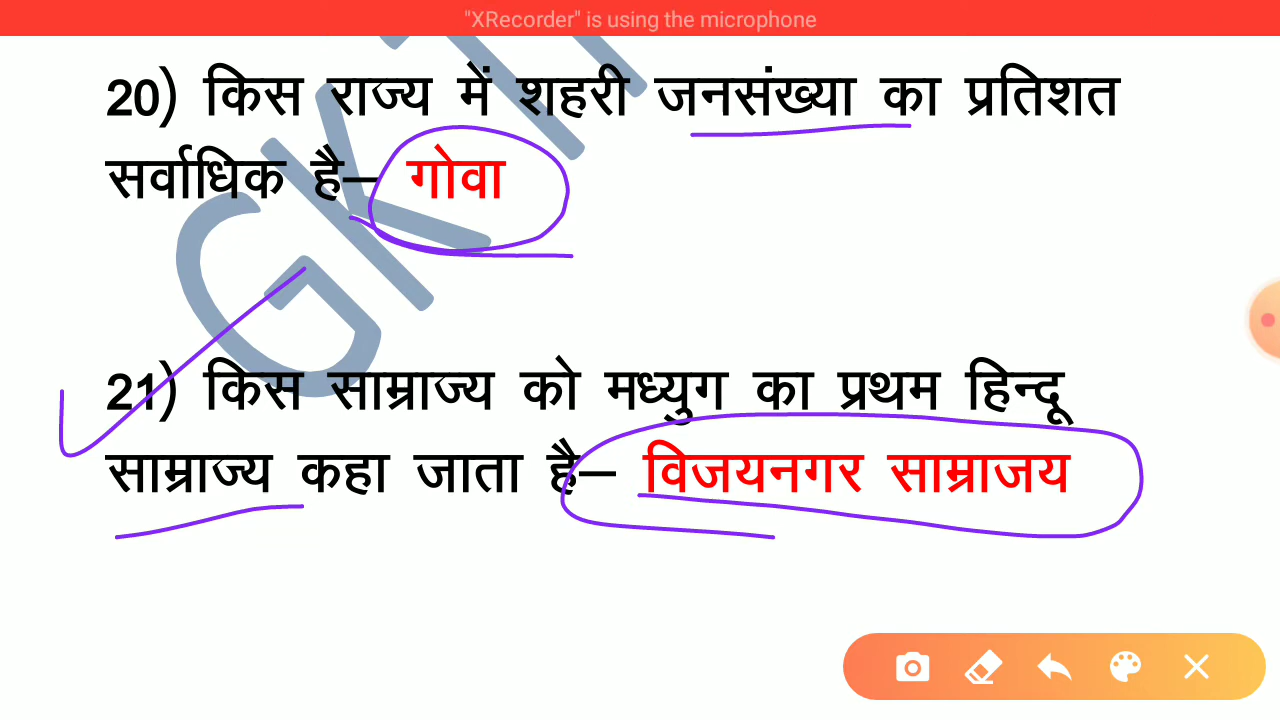 "XRecorder" is using the microphone
20) किस राज्य में शहरी जनसंख्या का प्रतिशत
सर्वाधिक है– गोवा
21) किस साम्राज्य को मध्युग का प्रथम हिन्दू
साम्राज्य कहा जाता है– विजयनगर साम्राजय